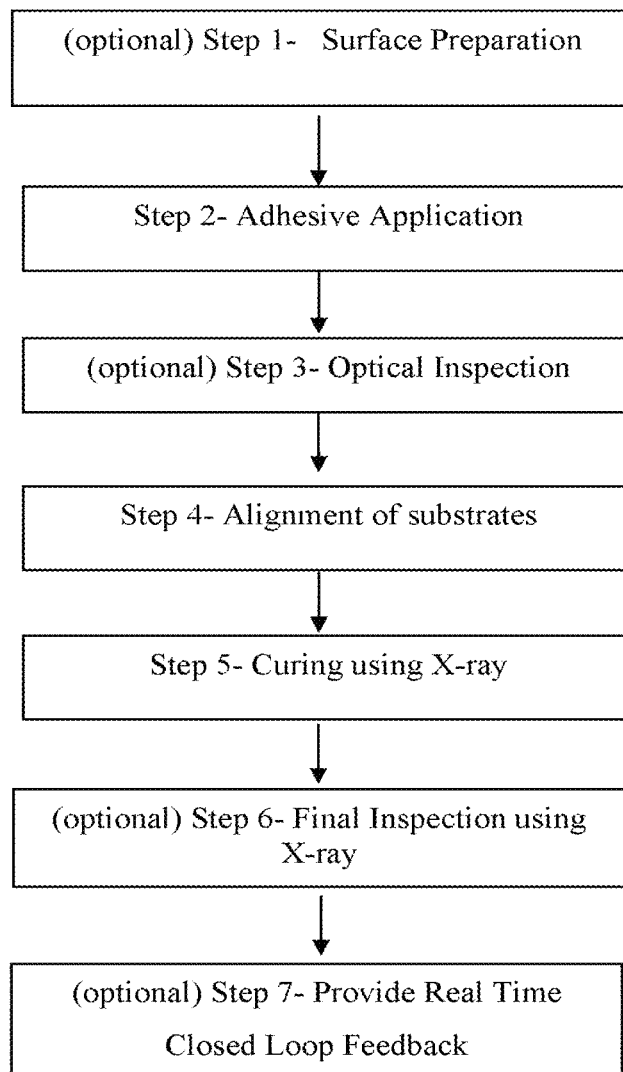 (optional) Step 1- Surface Preparation
Step 2- Adhesive Application
(optional) Step 3- Optical Inspection
Step 4- Alignment of substrates
Step 5- Curing using X-ray
(optional) Step 6- Final Inspection using
X-ray
(optional) Step 7- Provide Real Time
Closed Loop Feedback